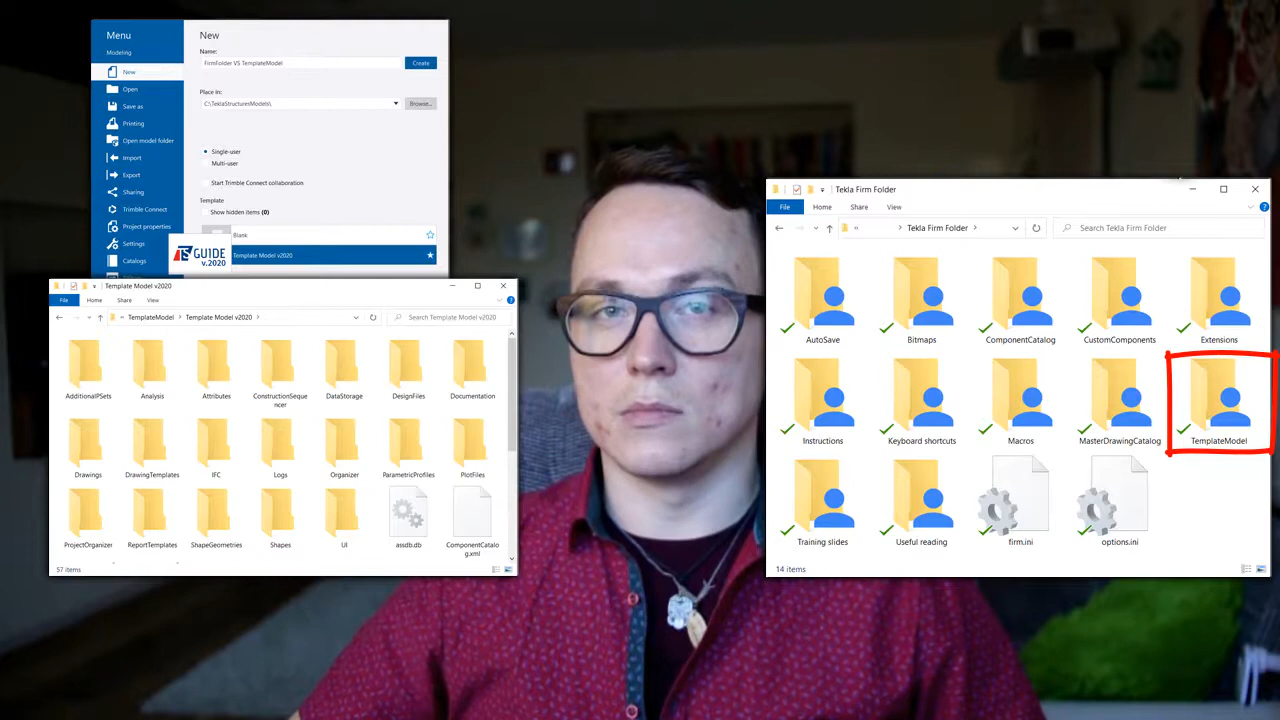 Menu
Modeling
New
Open
Save as
Printing
Open model folder
Import
Export
Sharing
Trimble Connect
Project properties
Settings
Catalogs
New
Name:
FirmFolder VS TemplateModel
Create
Place in:
C:\TeklaStructuresModels\
Browse...
Single-user
Multi-user
Start Trimble Connect collaboration
Template
Show hidden items (0)
Blank
Template Model v2020
TS GUIDE
v.2020
Template Model v2020
File Home Share View
TemplateModel > Template Model v2020 >
Search Template Model v2020
AdditionalPSets Analysis Attributes ConstructionSequencer DataStorage DesignFiles Documentation
Drawings DrawingTemplates IFC Logs Organizer ParametricProfiles PlotFiles
ProjectOrganizer ReportTemplates ShapeGeometries Shapes UI assdb.db ComponentCatalog.xml
57 items
Tekla Firm Folder
File Home Share View
« > Tekla Firm Folder >
Search Tekla Firm Folder
AutoSave Bitmaps ComponentCatalog CustomComponents Extensions
Instructions Keyboard shortcuts Macros MasterDrawingCatalog TemplateModel
Training slides Useful reading firm.ini options.ini
14 items